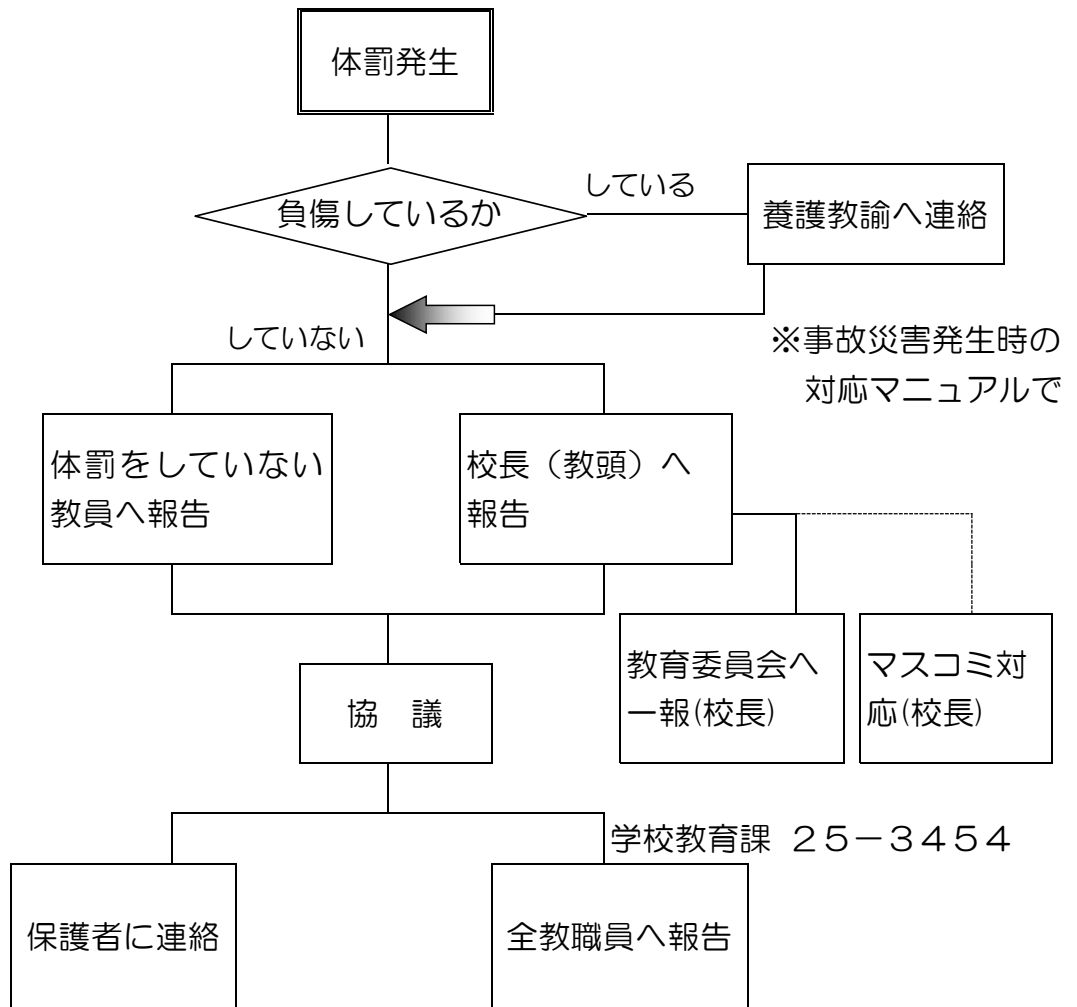 体罰発生
負傷しているか
している
養護教諭へ連絡
していない
※事故災害発生時の
対応マニュアルで
体罰をしていない
教員へ報告
校長（教頭）へ
報告
教育委員会へ
一報(校長)
マスコミ対
応(校長)
協　議
学校教育課 ２５－３４５４
保護者に連絡
全教職員へ報告